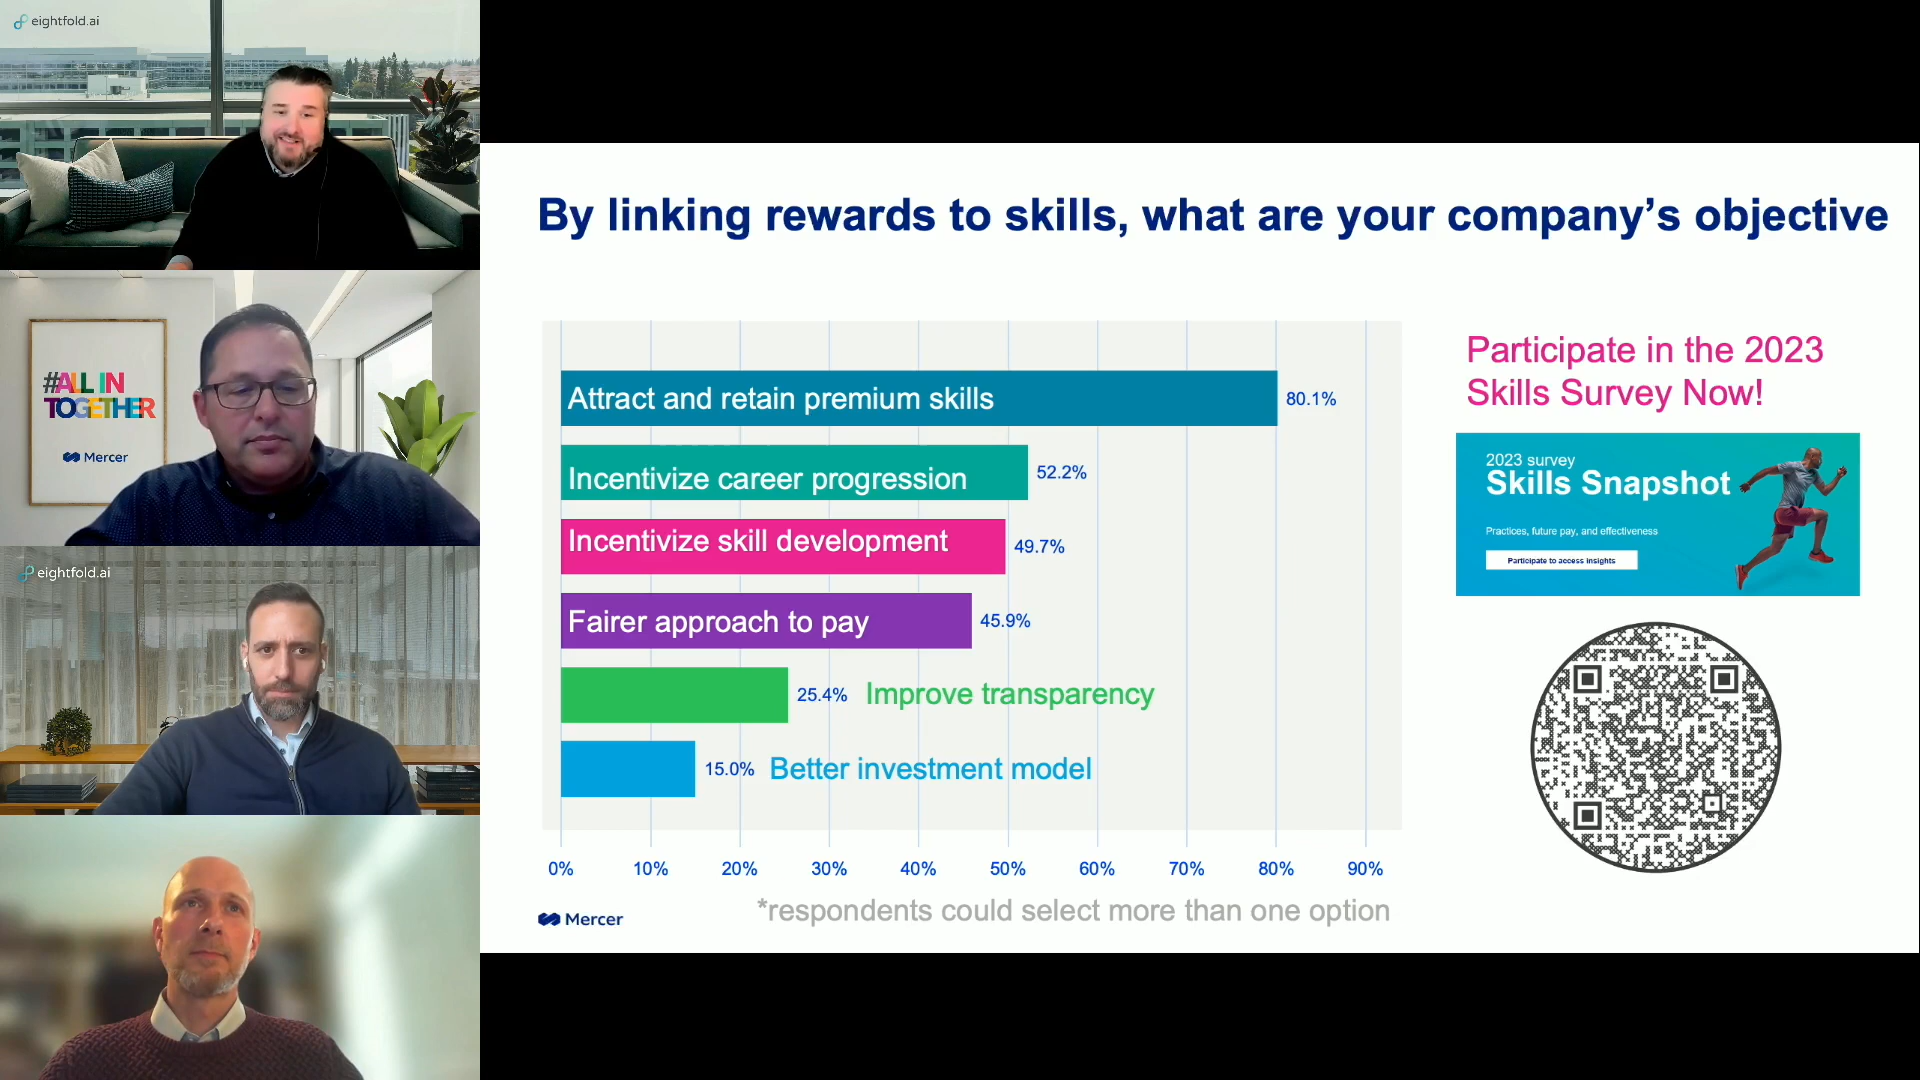 eightfold.ai
#ALL IN
TOGETHER
Mercer
eightfold.ai
By linking rewards to skills, what are your company’s objective
Attract and retain premium skills
80.1%
Incentivize career progression
52.2%
Incentivize skill development
49.7%
Fairer approach to pay
45.9%
25.4% Improve transparency
15.0% Better investment model
0% 10% 20% 30% 40% 50% 60% 70% 80% 90%
*respondents could select more than one option
Mercer
Participate in the 2023
Skills Survey Now!
2023 survey
Skills Snapshot
Practices, future pay, and effectiveness
Participate to access insights